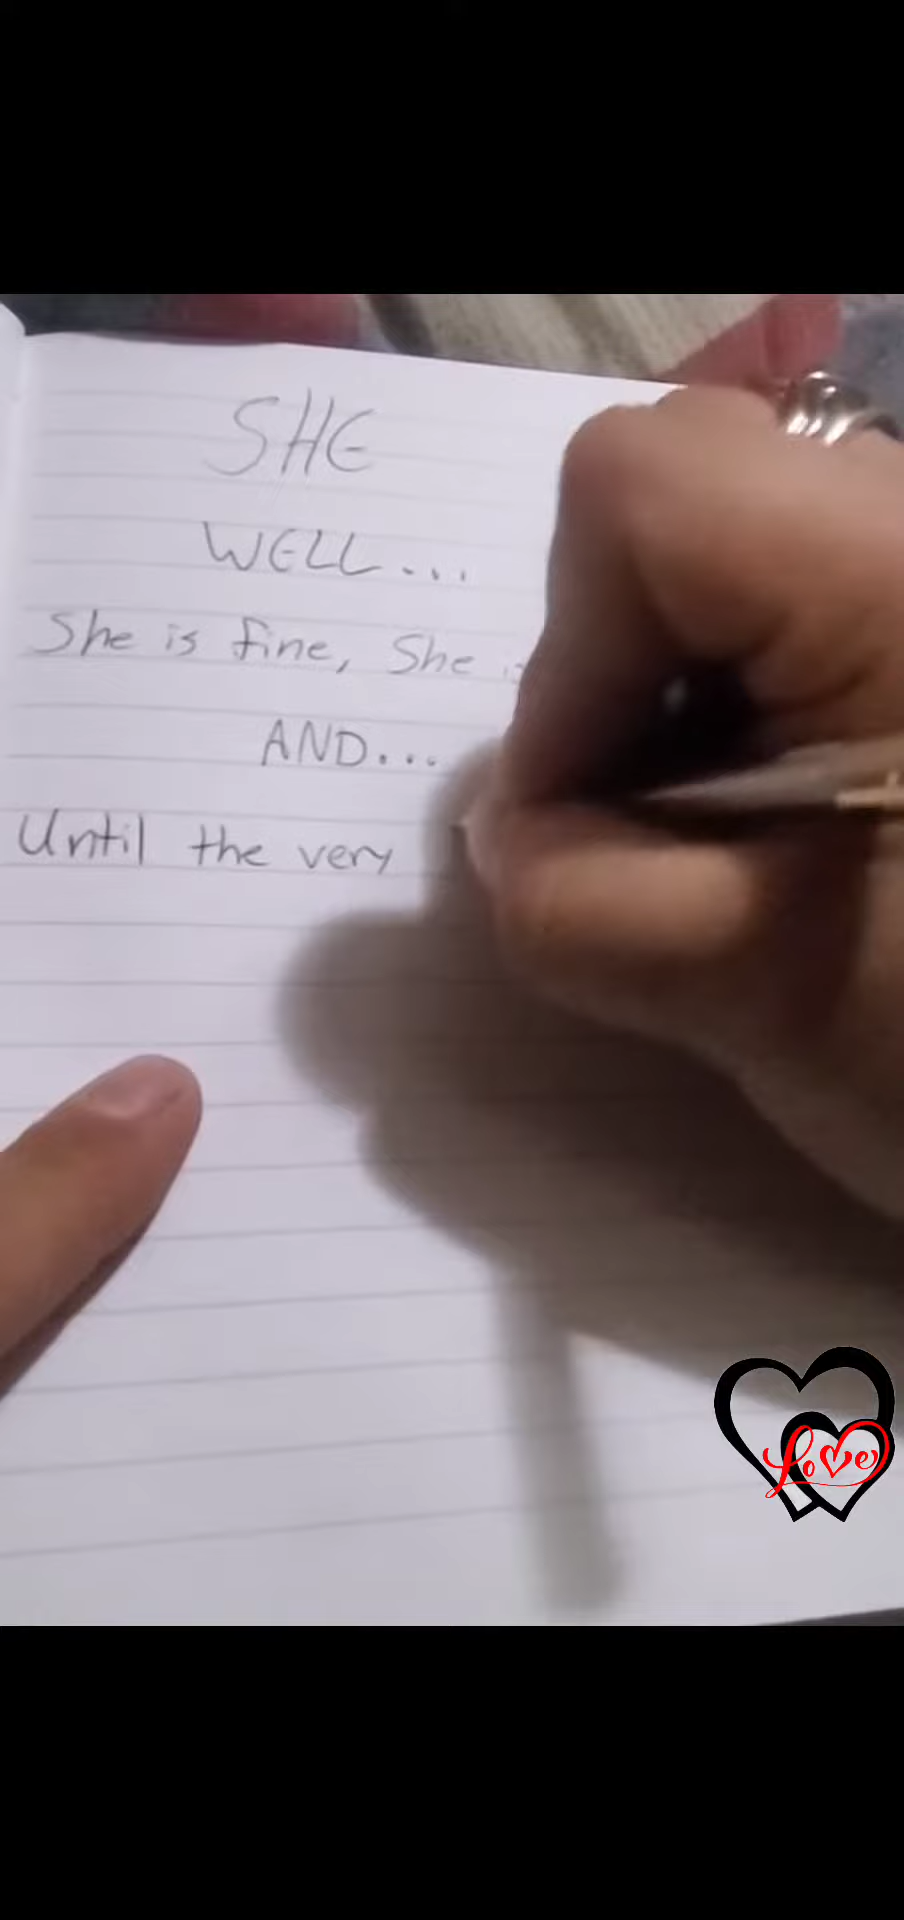 SHE
WELL...
She is fine, She
AND...
Until the very
Love